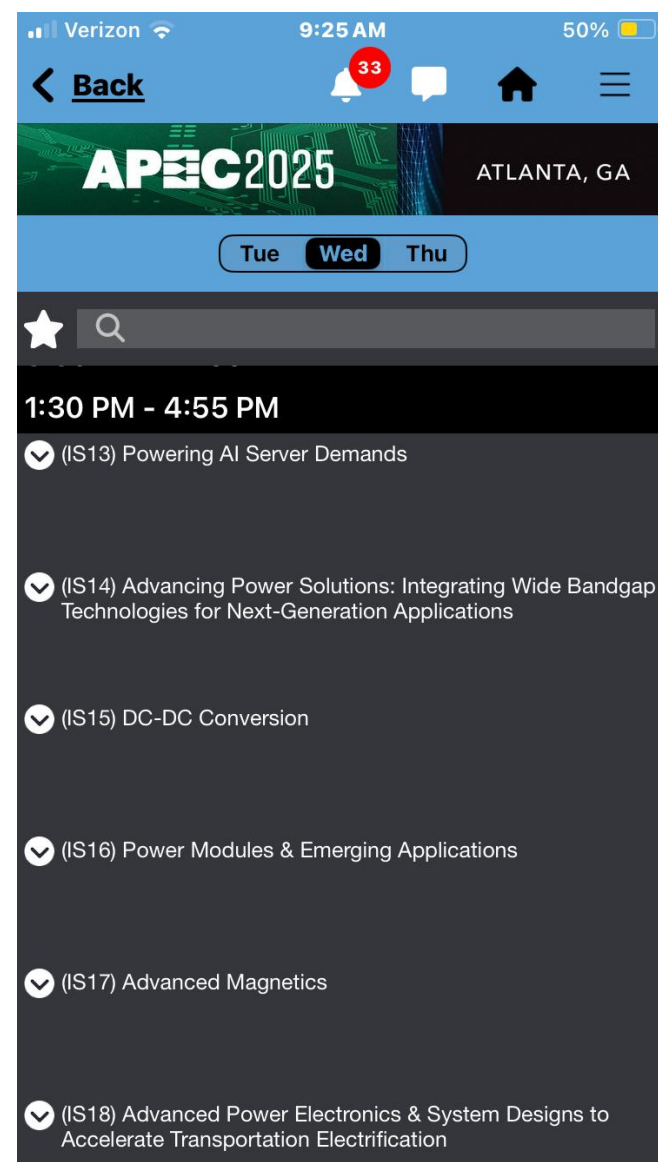 Verizon 9:25 AM 50%
Back 33
APEC2025 ATLANTA, GA
Tue Wed Thu
1:30 PM - 4:55 PM
(IS13) Powering AI Server Demands
(IS14) Advancing Power Solutions: Integrating Wide Bandgap
Technologies for Next-Generation Applications
(IS15) DC-DC Conversion
(IS16) Power Modules & Emerging Applications
(IS17) Advanced Magnetics
(IS18) Advanced Power Electronics & System Designs to
Accelerate Transportation Electrification